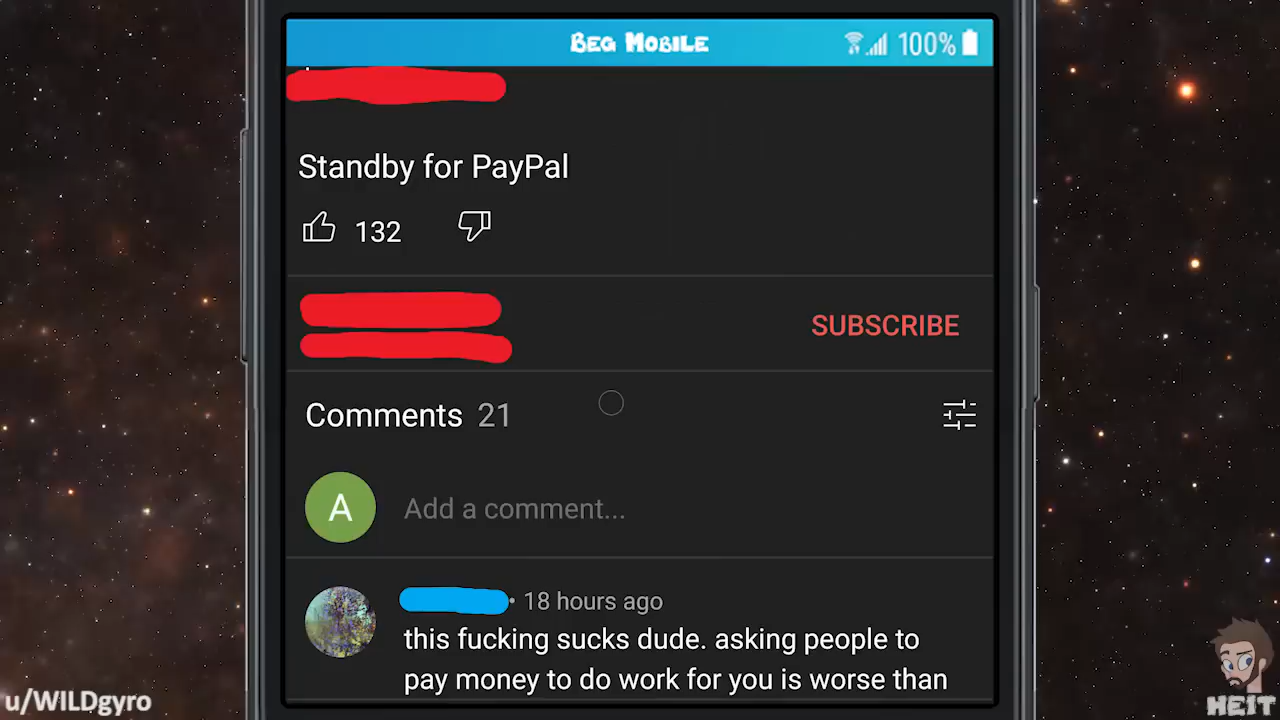 Beg Mobile
100%
Standby for PayPal
132
SUBSCRIBE
Comments 21
A
Add a comment...
• 18 hours ago
this fucking sucks dude. asking people to
pay money to do work for you is worse than
u/WILDgyro
HEIT